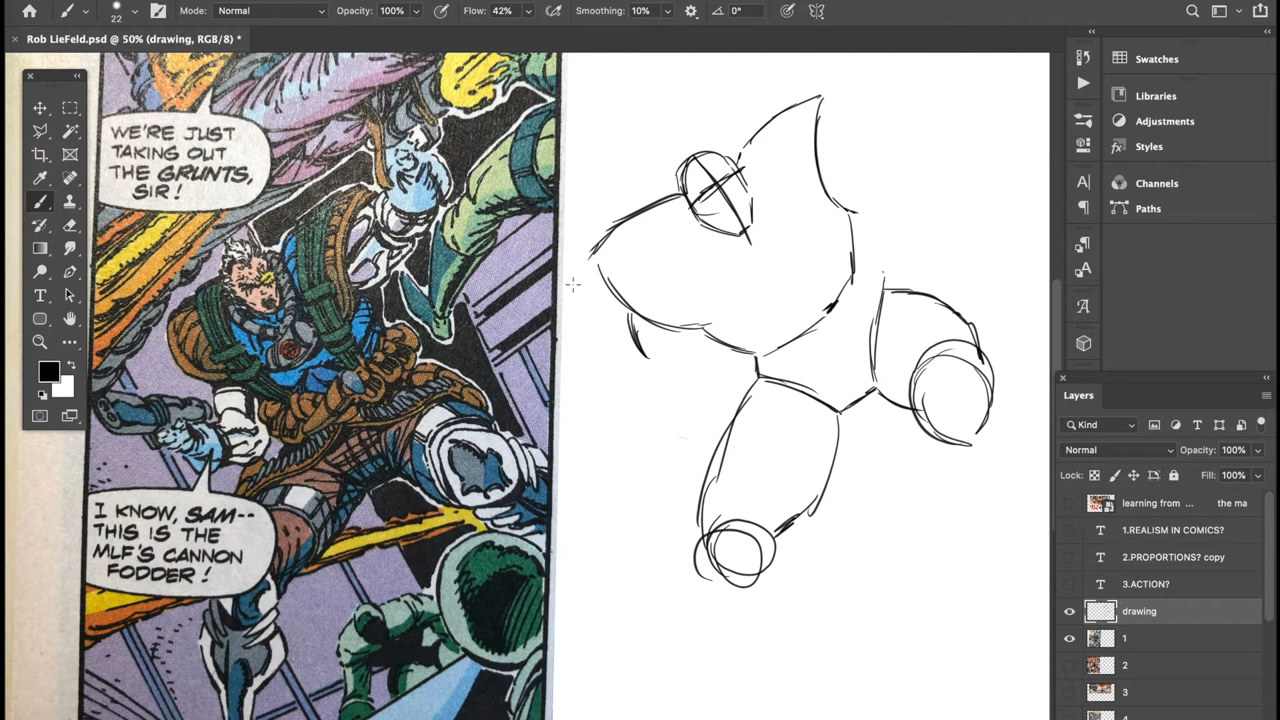 22
Mode:
Normal
Opacity:
100%
Flow:
42%
Smoothing:
10%
0°
Rob LieFeld.psd @ 50% (drawing, RGB/8) *
WE'RE JUST
TAKING OUT
THE GRUNTS,
SIR!
I KNOW, SAM--
THIS IS THE
MLF'S CANNON
FODDER!
Swatches
Libraries
Adjustments
Styles
Channels
Paths
Layers
Kind
Normal
Opacity:
100%
Lock:
Fill:
100%
learning from ... the ma
1.REALISM IN COMICS?
2.PROPORTIONS? copy
3.ACTION?
drawing
1
2
3